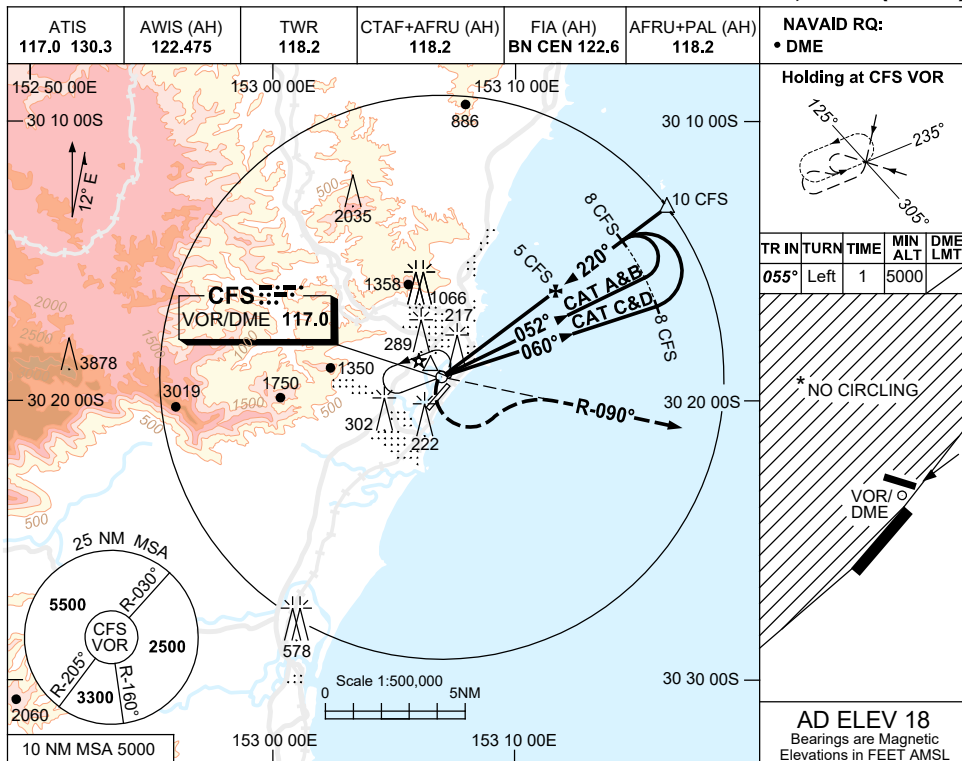 ATIS
117.0 130.3
AWIS (AH)
122.475
TWR
118.2
CTAF+AFRU (AH)
118.2
FIA (AH)
BN CEN 122.6
AFRU+PAL (AH)
118.2
NAVAID RQ:
• DME
152 50 00E
153 00 00E
153 10 00E
30 10 00S
30 10 00S
886
12° E
500
2035
10 CFS
8 CFS
220°
5 CFS
CAT A&B
052°
CAT C&D
060°
8 CFS
1358
1066
217
289
CFS
VOR/DME 117.0
2000
2500
1000
3878
1500
500
3019
1750
1350
1500
500
302
222
R-090°
30 20 00S
30 20 00S
500
25 NM MSA
R-030°
5500
CFS
VOR
2500
R-205°
R-160°
3300
2060
578
Scale 1:500,000
0
5NM
30 30 00S
153 00 00E
153 10 00E
10 NM MSA 5000
Holding at CFS VOR
125°
235°
305°
TR IN TURN TIME MIN ALT DME LMT
055° Left 1 5000
*NO CIRCLING
VOR/
DME
AD ELEV 18
Bearings are Magnetic
Elevations in FEET AMSL